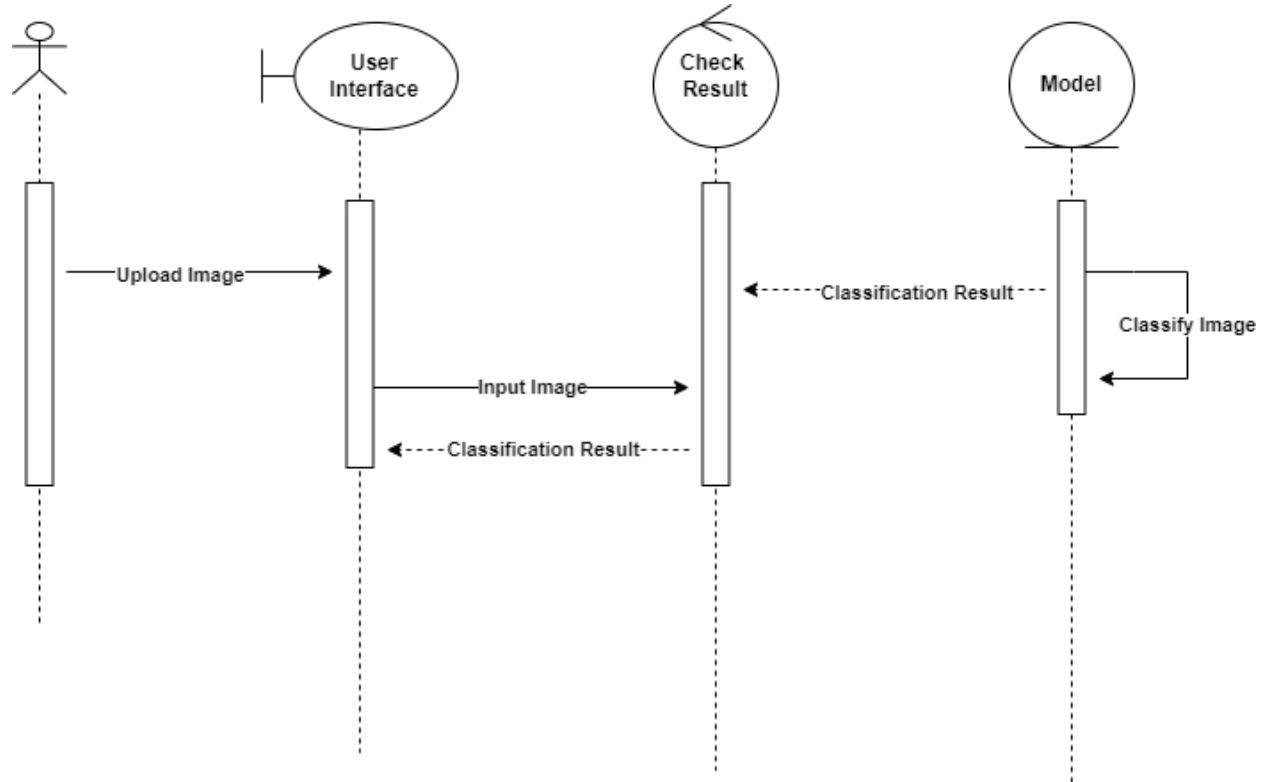 User
Interface
Check
Result
Model
Upload Image
Classification Result
Classify Image
Input Image
Classification Result